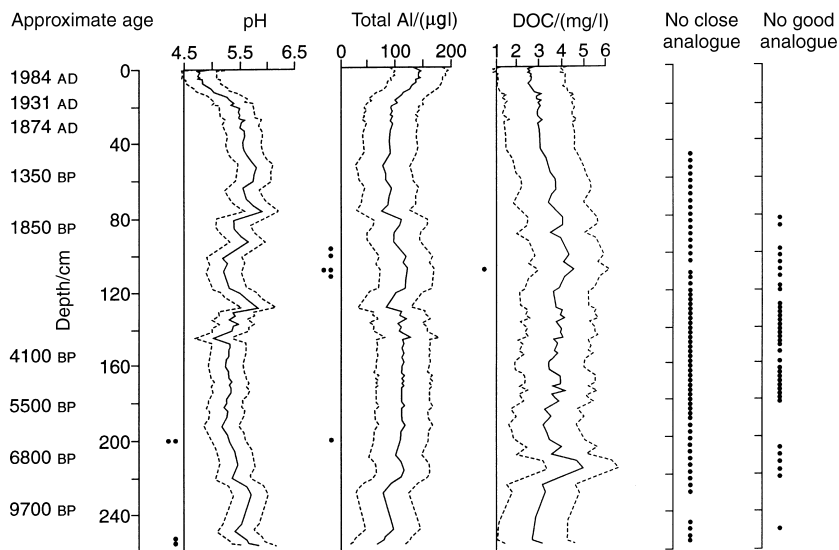 Approximate age
pH
Total Al/(μgl)
DOC/(mg/l)
No close analogue
No good analogue
4.5 5.5 6.5
0 50 100 200
1 2 3 4 5 6
1984 AD
1931 AD
1874 AD
1350 BP
1850 BP
4100 BP
5500 BP
6800 BP
9700 BP
Depth/cm
0
40
80
120
160
200
240